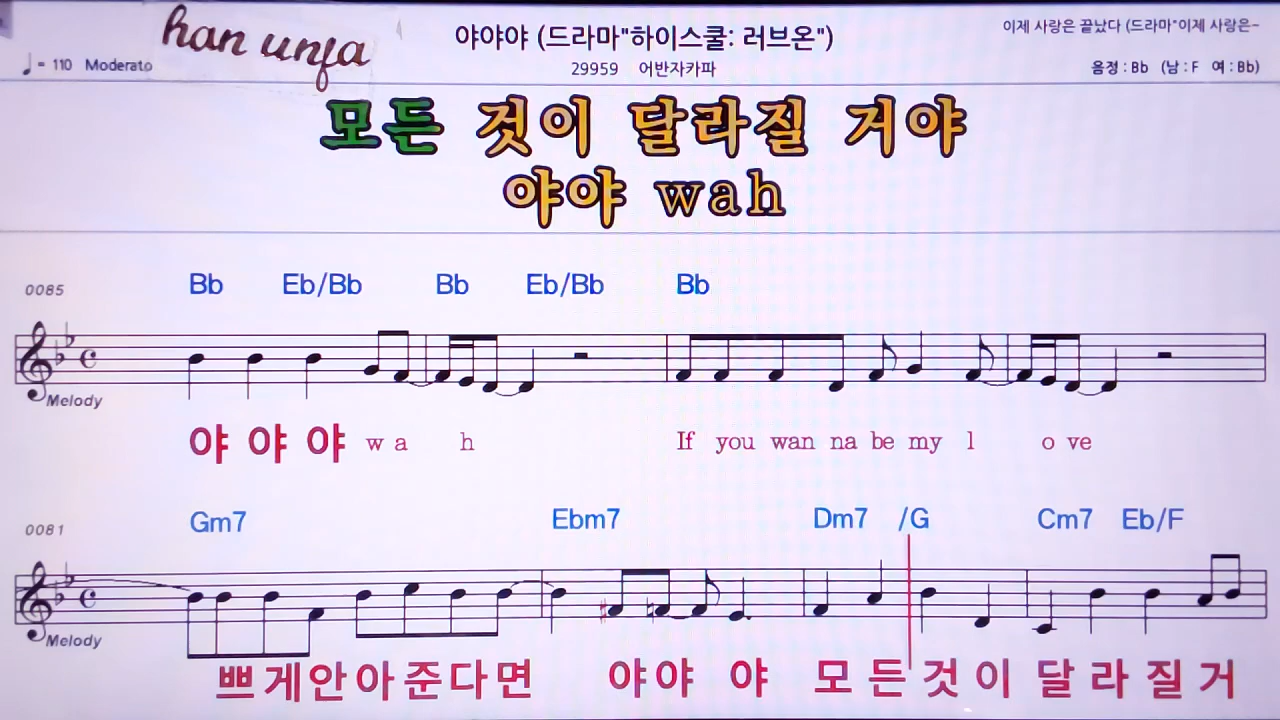 han unfa
야야야 (드라마"하이스쿨: 러브온")
이제 사랑은 끝났다 (드라마"이제 사랑은~
♩ = 110 Moderato
29959 어반자카파
음정 : Bb (남 : F 여 : Bb)
모든 것이 달라질 거야
야야 wah
0085
Bb Eb/Bb Bb Eb/Bb Bb
Melody
야 야 야 w a h If you wan na be my l o ve
0081
Gm7 Ebm7 Dm7 /G Cm7 Eb/F
Melody
쁘게안아준다면 야야 야 모든것이 달라질거